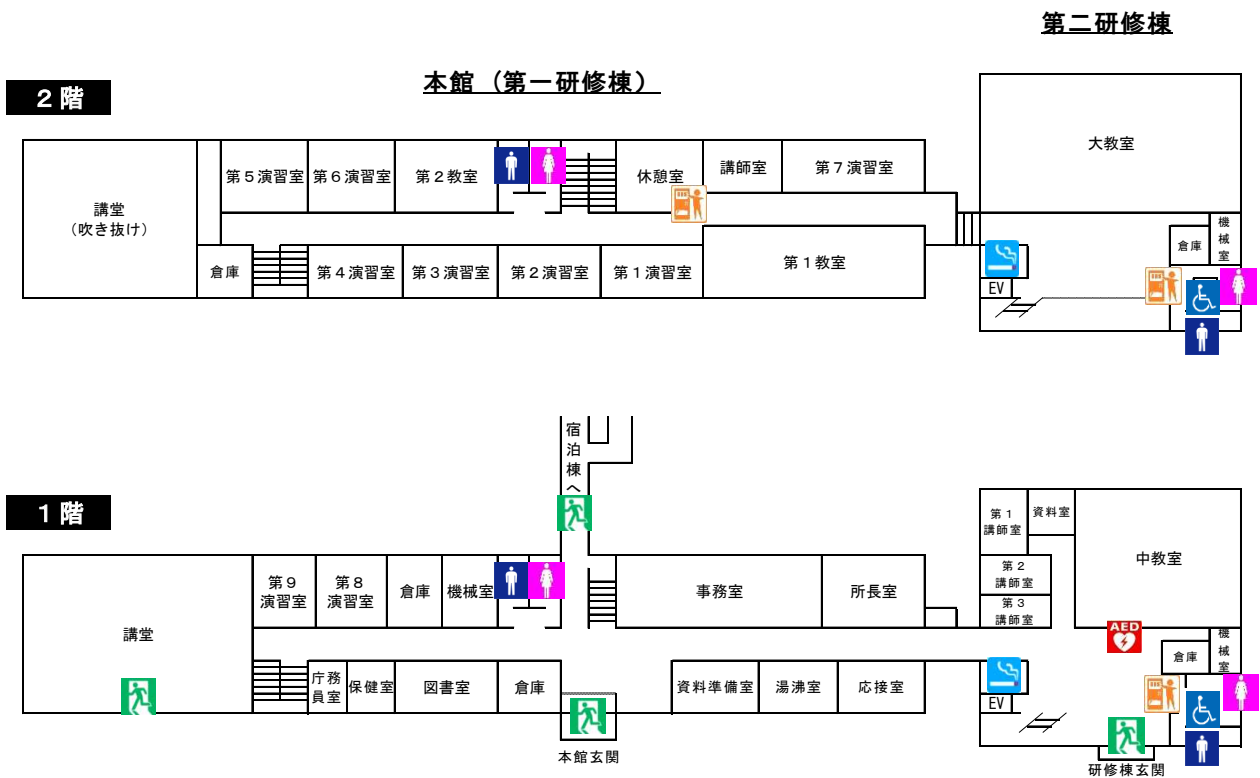 第二研修棟
本館（第一研修棟）
２階
大教室
第５演習室
第６演習室
第２教室
休憩室
講師室
第７演習室
講堂
(吹き抜け)
倉庫
第４演習室
第３演習室
第２演習室
第１演習室
第１教室
EV
倉庫
機
械
室
１階
宿
泊
棟
へ
第１
講師室
資料室
中教室
第９
演習室
第８
演習室
倉庫
機械室
事務室
所長室
第２
講師室
第３
講師室
講堂
AED
庁務
員室
保健室
図書室
倉庫
資料準備室
湯沸室
応接室
EV
倉庫
機
械
室
本館玄関
研修棟玄関